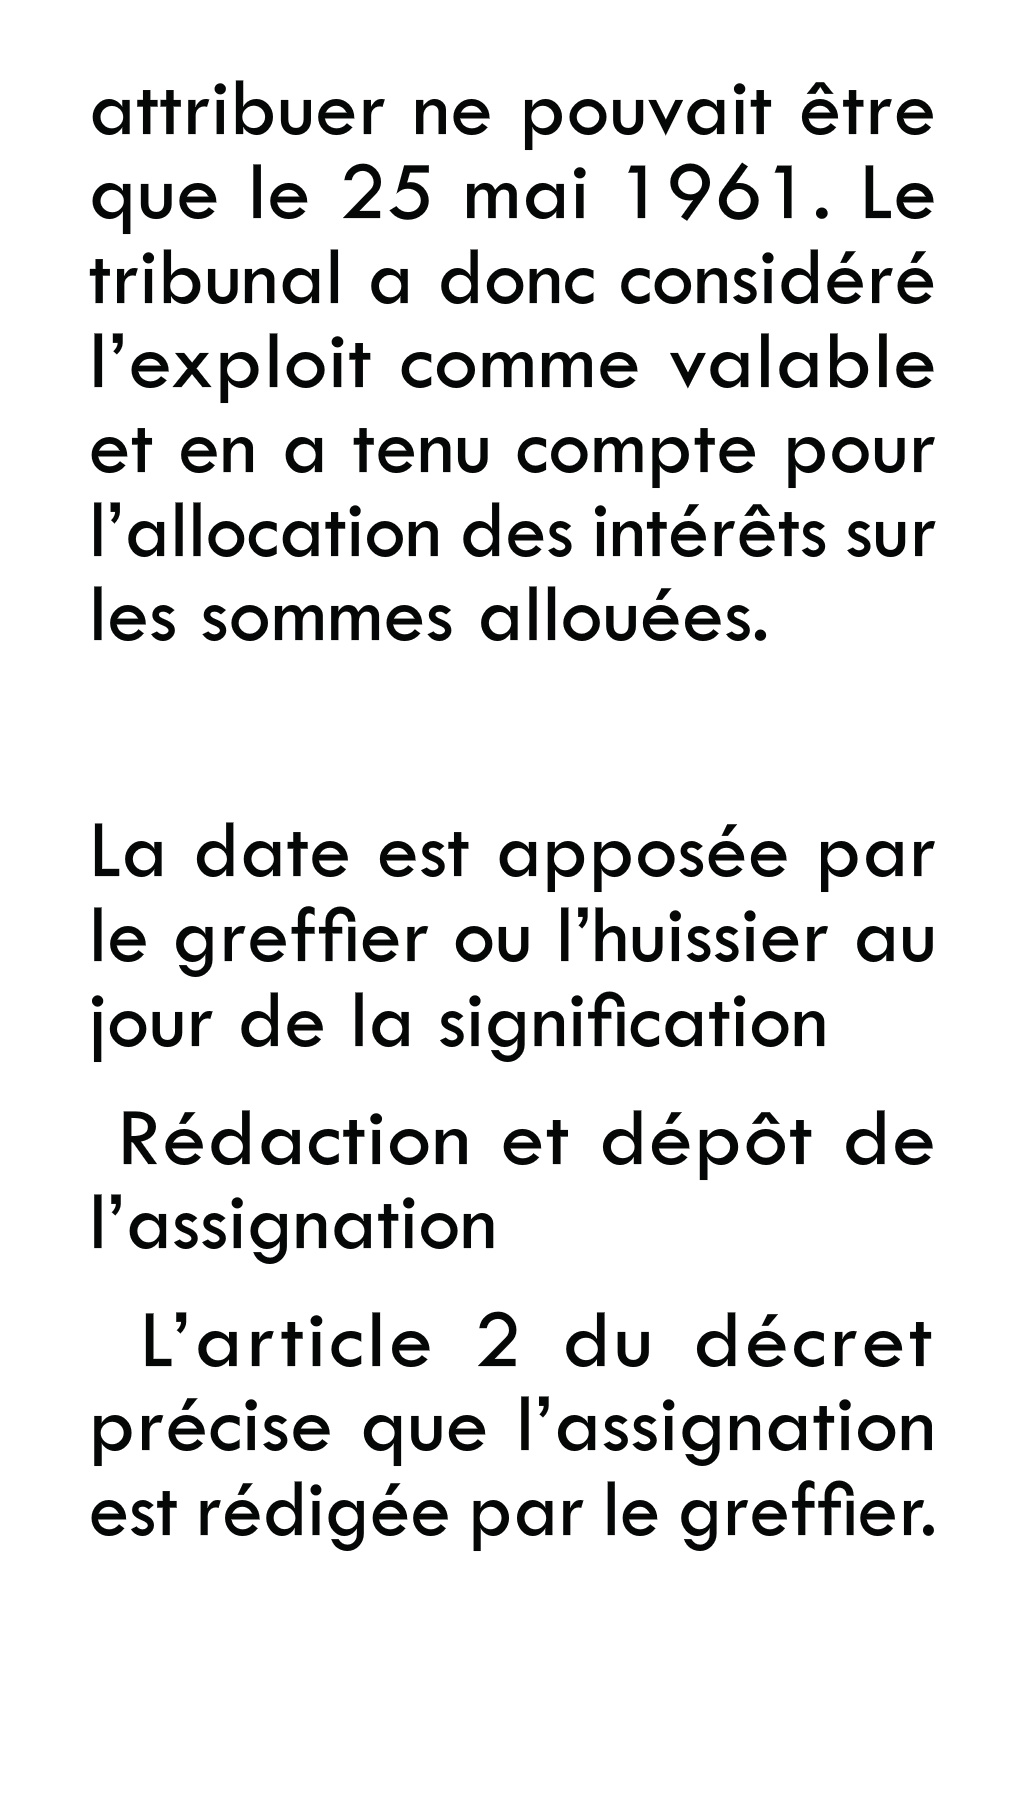 attribuer ne pouvait être
que le 25 mai 1961. Le
tribunal a donc considéré
l’exploit comme valable
et en a tenu compte pour
l’allocation des intérêts sur
les sommes allouées.
La date est apposée par
le greffier ou l’huissier au
jour de la signification
Rédaction et dépôt de
l’assignation
L’article 2 du décret
précise que l’assignation
est rédigée par le greffier.